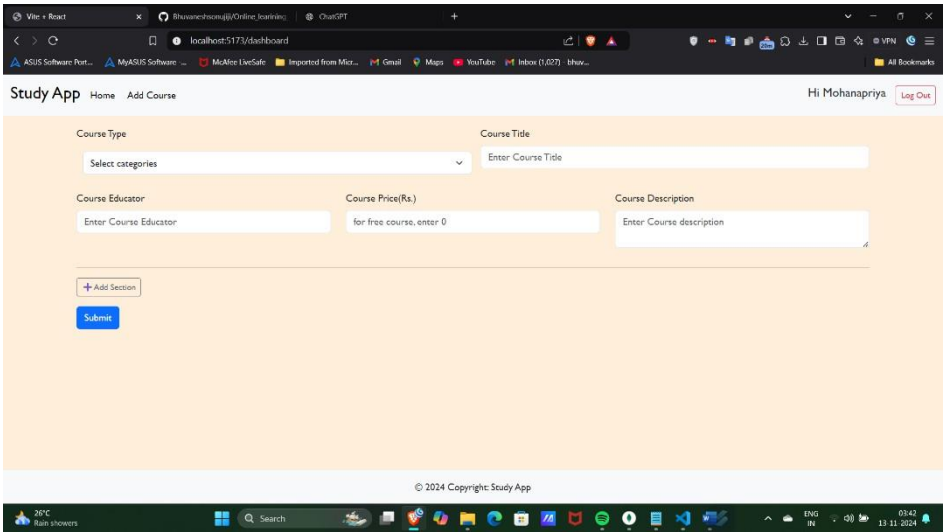 Vite + React
Bhuvaneshsonujiji/Online_learining
ChatGPT
localhost:5173/dashboard
20m
VPN
ASUS Software Port...
MyASUS Software -...
McAfee LiveSafe
Imported from Micr...
Gmail
Maps
YouTube
Inbox (1,027) - bhuv...
All Bookmarks
Study App
Home
Add Course
Hi Mohanapriya
Log Out
Course Type
Course Title
Select categories
Enter Course Title
Course Educator
Course Price(Rs.)
Course Description
Enter Course Educator
for free course, enter 0
Enter Course description
+ Add Section
Submit
© 2024 Copyright: Study App
26°C
Rain showers
Search
ENG
IN
03:42
13-11-2024